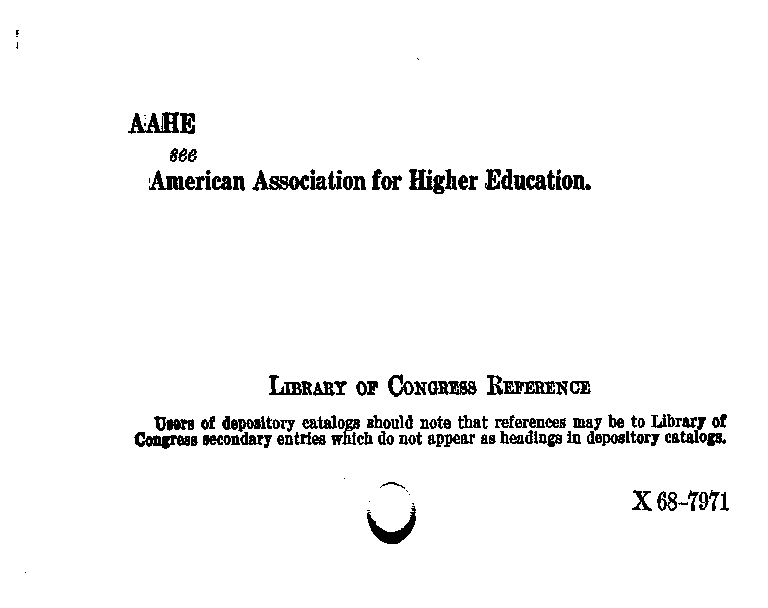 AAHE
see
American Association for Higher Education.
LIBRARY OF CONGRESS REFERENCE
Users of depository catalogs should note that references may be to Library of
Congress secondary entries which do not appear as headings in depository catalogs.
X 68-7971